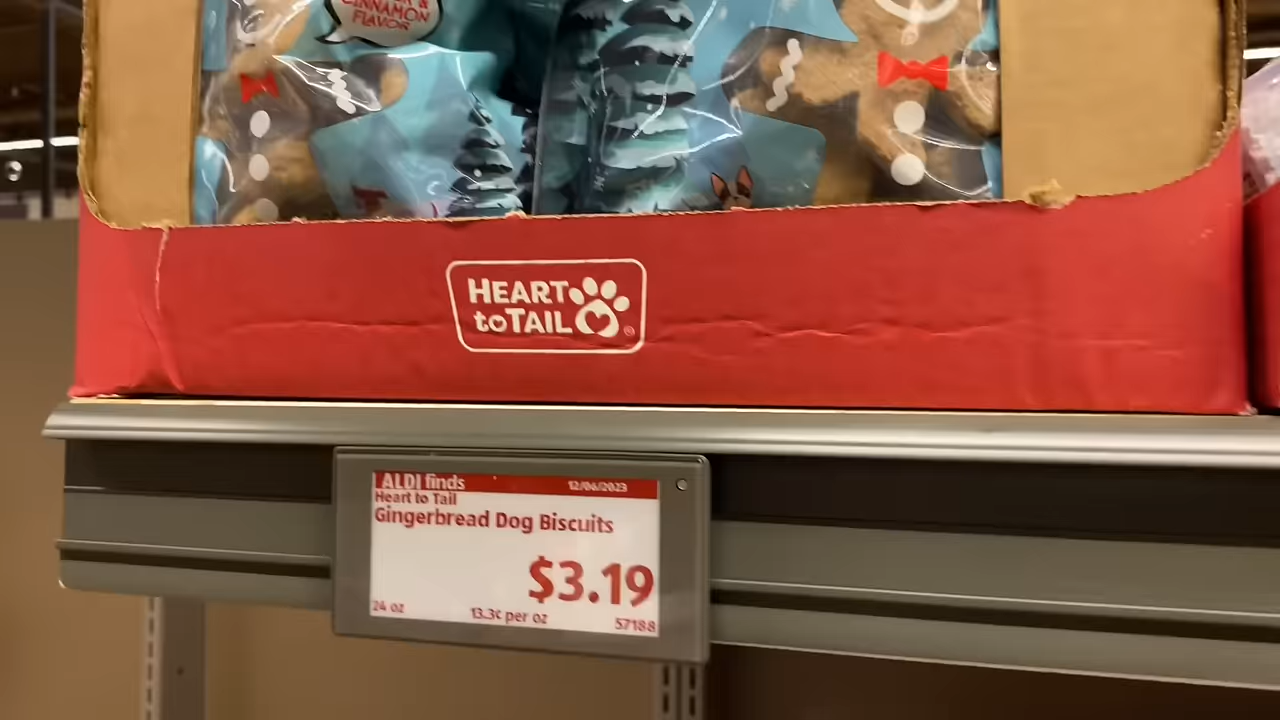 CINNAMON
FLAVOR
HEART
to TAIL
ALDI finds 12/06/2023
Heart to Tail
Gingerbread Dog Biscuits
$3.19
24 oz 13.3¢ per oz 57188